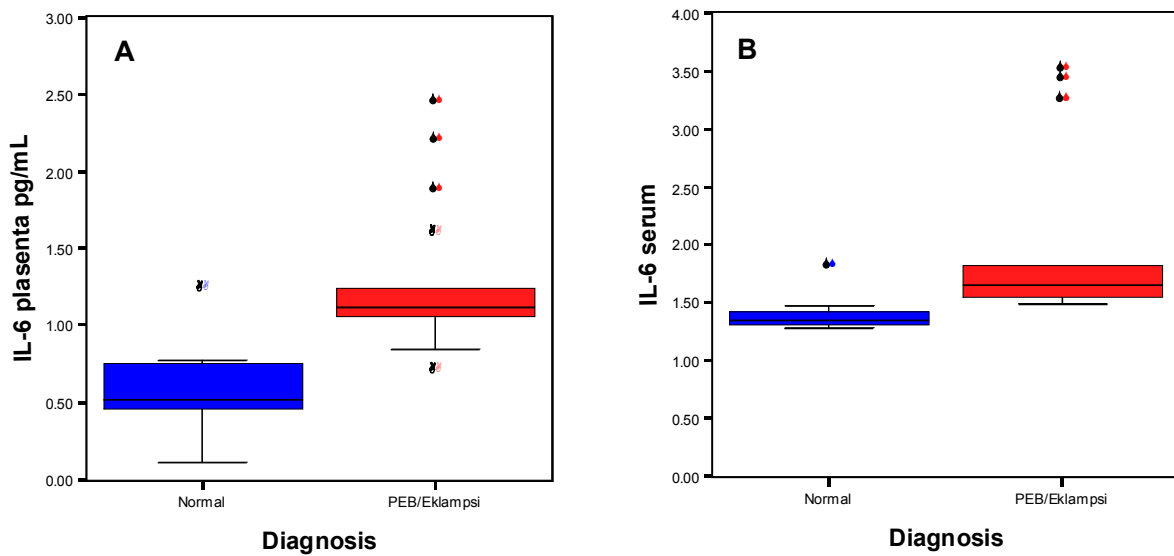 A
IL-6 plasenta pg/mL
3.00
2.50
2.00
1.50
1.00
0.50
0.00
Normal
PEB/Eklampsi
Diagnosis
B
IL-6 serum
4.00
3.50
3.00
2.50
2.00
1.50
1.00
0.50
0.00
Normal
PEB/Eklampsi
Diagnosis